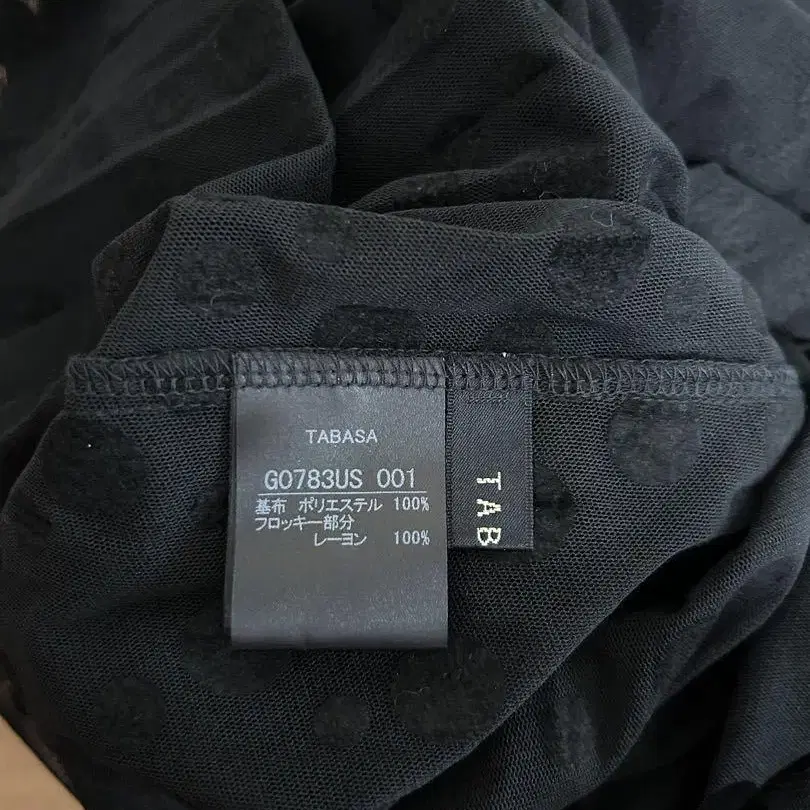 TABASA
G0783US 001
基布 ポリエステル 100%
フロッキー部分
レーヨン 100%
TAB